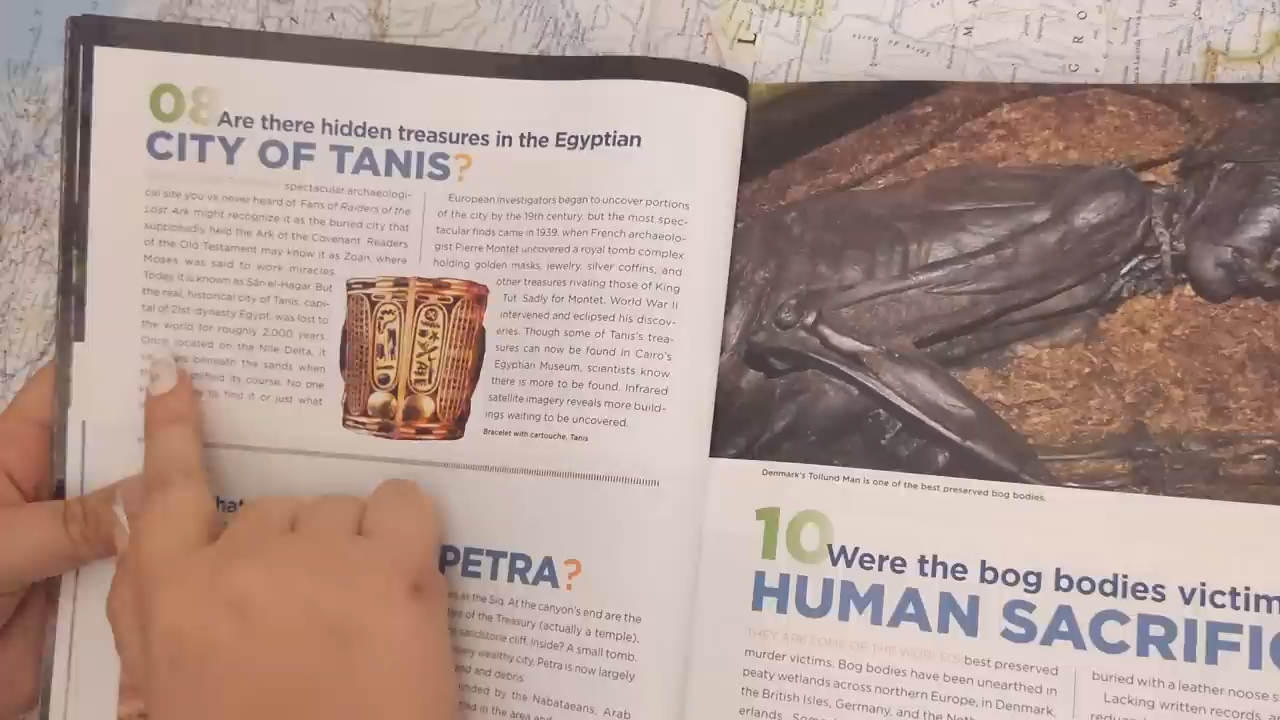 08 Are there hidden treasures in the Egyptian
CITY OF TANIS?
spectacular archaeologi-
cal site you've never heard of. Fans of Raiders of the
Lost Ark might recognize it as the buried city that
supposedly held the Ark of the Covenant. Readers
of the Old Testament may know it as Zoan, where
Moses was said to work miracles.
Today it is known as Sân el-Hagar. But
the real, historical city of Tanis, capi-
tal of 21st-dynasty Egypt, was lost to
the world for roughly 2,000 years.
Once located on the Nile Delta, it
beneath the sands when
shifted its course. No one
to find it or just what
European investigators began to uncover portions
of the city by the 19th century, but the most spec-
tacular finds came in 1939, when French archaeolo-
gist Pierre Montet uncovered a royal tomb complex
holding golden masks, jewelry, silver coffins, and
other treasures rivaling those of King
Tut. Sadly for Montet, World War II
intervened and eclipsed his discov-
eries. Though some of Tanis's trea-
sures can now be found in Cairo's
Egyptian Museum, scientists know
there is more to be found. Infrared
satellite imagery reveals more build-
ings waiting to be uncovered.
Bracelet with cartouche, Tanis
PETRA?
as the Siq. At the canyon's end are the
of the Treasury (actually a temple),
sandstone cliff. Inside? A small tomb.
wealthy city, Petra is now largely
and debris.
by the Nabataeans, Arab
in the area and
Denmark's Tollund Man is one of the best preserved bog bodies.
10 Were the bog bodies victim
HUMAN SACRIFIC
THEY ARE SOME OF THE WORLD'S best preserved
murder victims. Bog bodies have been unearthed in
peaty wetlands across northern Europe, in Denmark,
the British Isles, Germany, and the Neth-
erlands.
buried with a leather noose
Lacking written records,